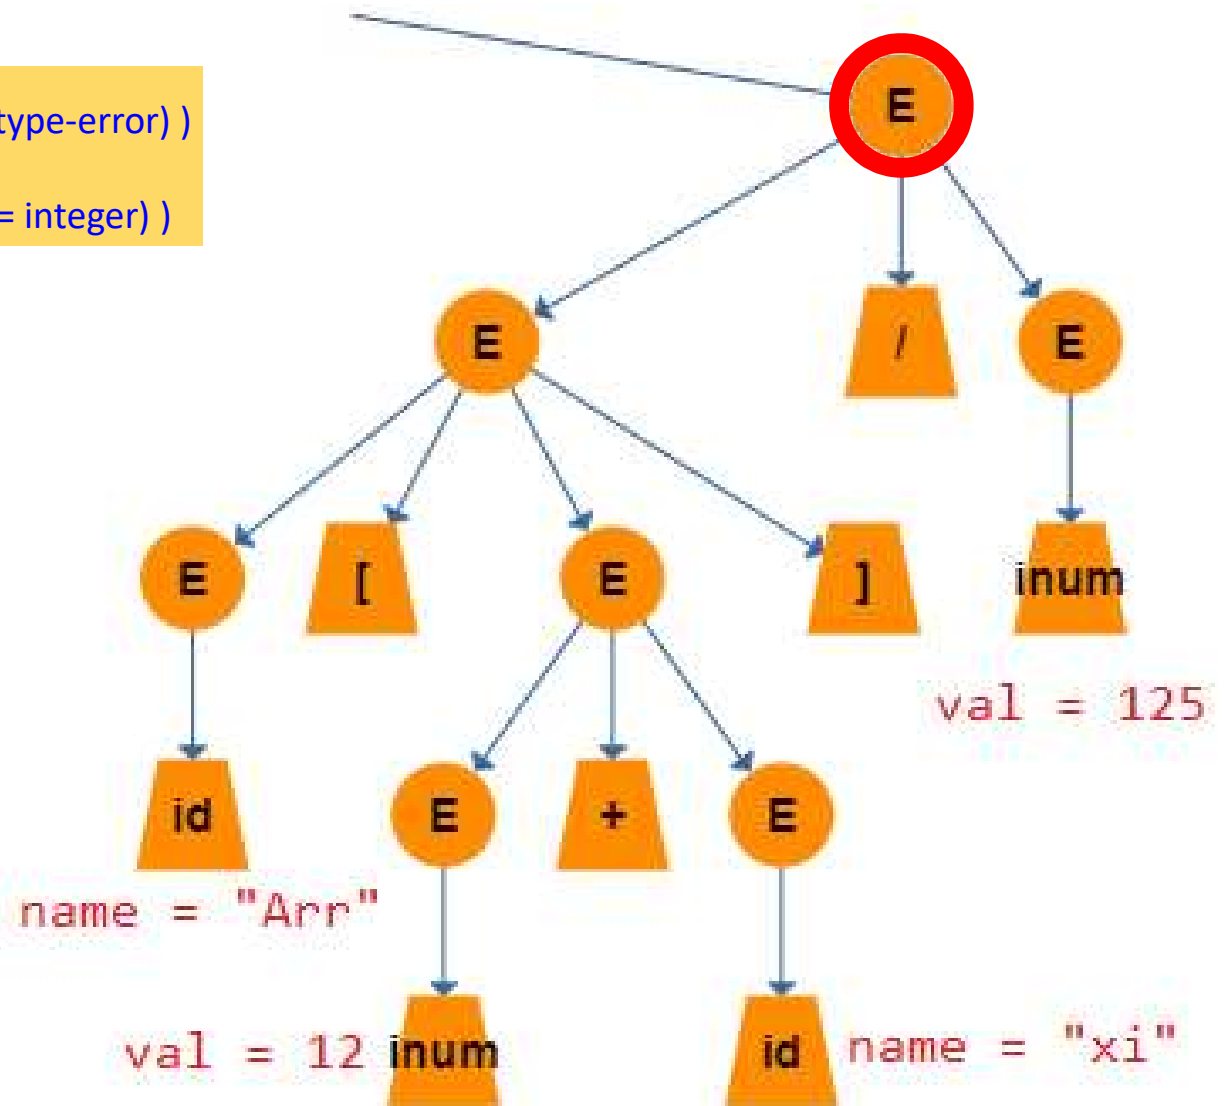 E
type-error) )
= integer) )
E / E
E [ E ] inum
val = 125
id E + E
name = "Arr"
val = 12 inum id name = "xi"